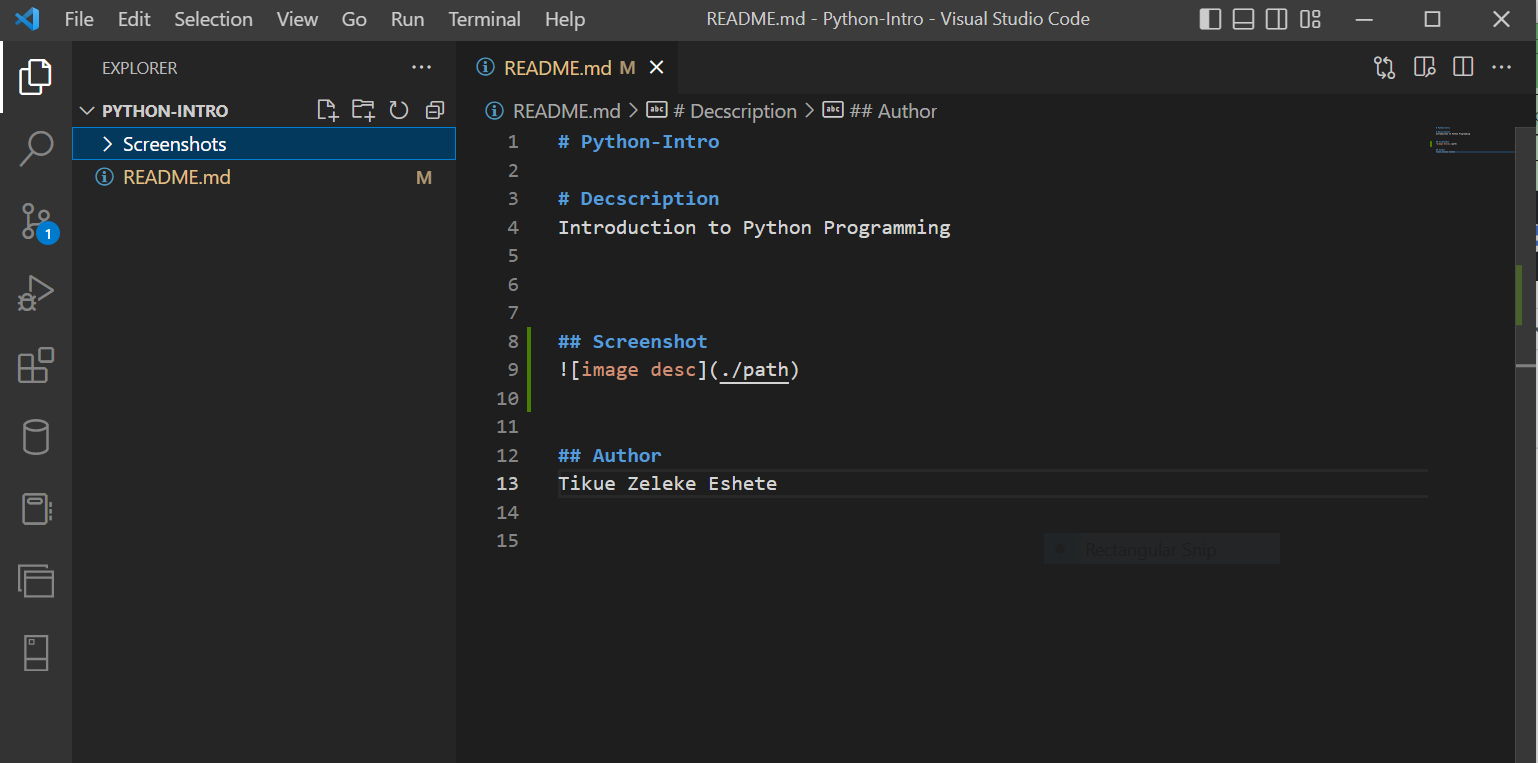 File Edit Selection View Go Run Terminal Help README.md - Python-Intro - Visual Studio Code
EXPLORER
README.md M
PYTHON-INTRO
README.md > # Decscription > ## Author
Screenshots
README.md M
1
1 # Python-Intro
2
3 # Decscription
4 Introduction to Python Programming
5
6
7
8 ## Screenshot
9 ![image desc](./path)
10
11
12 ## Author
13 Tikue Zeleke Eshete
14
15
Rectangular Snip